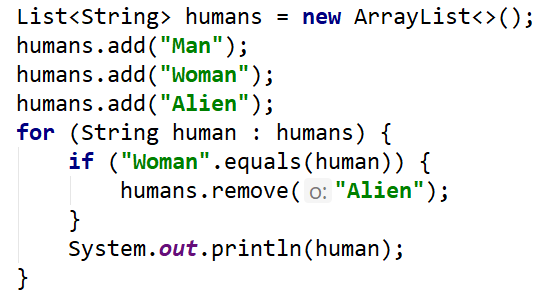 List<String> humans = new ArrayList<>();
humans.add("Man");
humans.add("Woman");
humans.add("Alien");
for (String human : humans) {
    if ("Woman".equals(human)) {
        humans.remove( o: "Alien");
    }
    System.out.println(human);
}